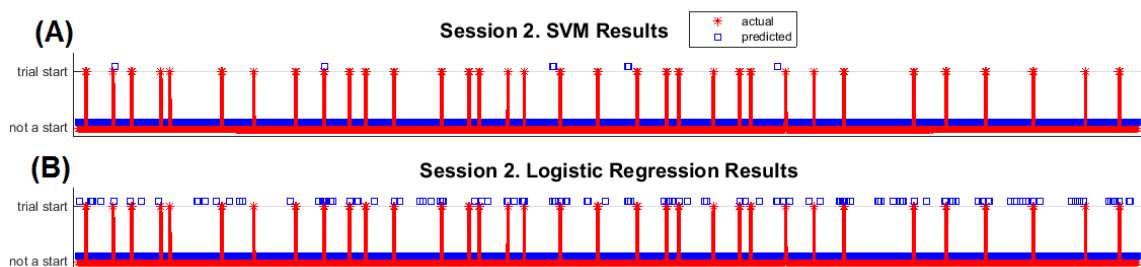 (A)
Session 2. SVM Results
actual
predicted
trial start
not a start
(B)
Session 2. Logistic Regression Results
trial start
not a start